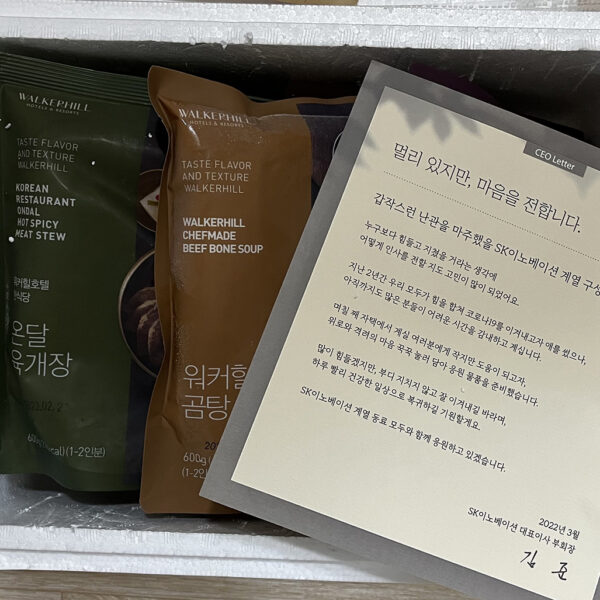 WALKERHILL
HOTELS & RESORTS
TASTE FLAVOR
AND TEXTURE
WALKERHILL
KOREAN
RESTAURANT
ONDAL
HOT SPICY
MEAT STEW
워커힐호텔
온달
육개장
(1-2인분)
WALKERHILL
HOTELS & RESORTS
TASTE FLAVOR
AND TEXTURE
WALKERHILL
WALKERHILL
CHEFMADE
BEEF BONE SOUP
워커힐
곰탕
600g
(1-2인
CEO Letter
멀리 있지만, 마음을 전합니다.
갑작스런 난관을 마주했을 SK이노베이션 계열 구성
누구보다 힘들고 지쳤을 거라는 생각에
어떻게 인사를 전할 지도 고민이 많이 되었어요.
지난 2년간 우리 모두가 힘을 합쳐 코로나19를 이겨내고자 애를 썼으나,
아직까지도 많은 분들이 어려운 시간을 감내하고 계십니다.
며칠 째 자택에서 계실 여러분에게 작지만 도움이 되고자,
위로와 격려의 마음 꾹꾹 눌러 담아 응원 물품을 준비했습니다.
많이 힘들겠지만, 부디 지치지 않고 잘 이겨내길 바라며,
하루 빨리 건강한 일상으로 복귀하길 기원할게요.
SK이노베이션 계열 동료 모두와 함께 응원하고 있겠습니다.
2022년 3월
SK이노베이션 대표이사 부회장
김 준